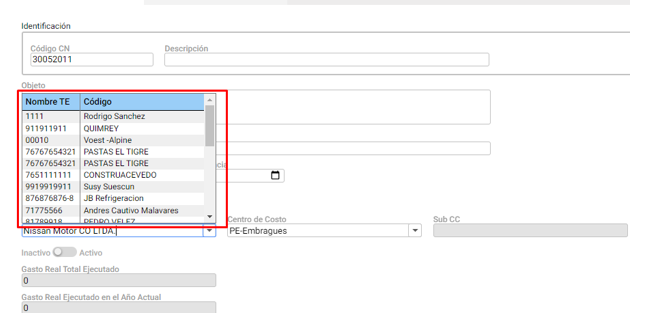 Identificación
Código CN Descripción
30052011
Objeto
Nombre TE Código
1111 Rodrigo Sanchez
911911911 QUIMREY
00010 Voest -Alpine
76767654321 PASTAS EL TIGRE
76767654321 PASTAS EL TIGRE
7651111111 CONSTRUACEVEDO
9919919911 Susy Suescun
876876876-8 JB Refrigeracion
71775566 Andres Cautivo Malavares
81789918 PEDRO VELEZ
Centro de Costo Sub CC
Nissan Motor CO LTDA. PE-Embragues
Inactivo Activo
Gasto Real Total Ejecutado
0
Gasto Real Ejecutado en el Año Actual
0